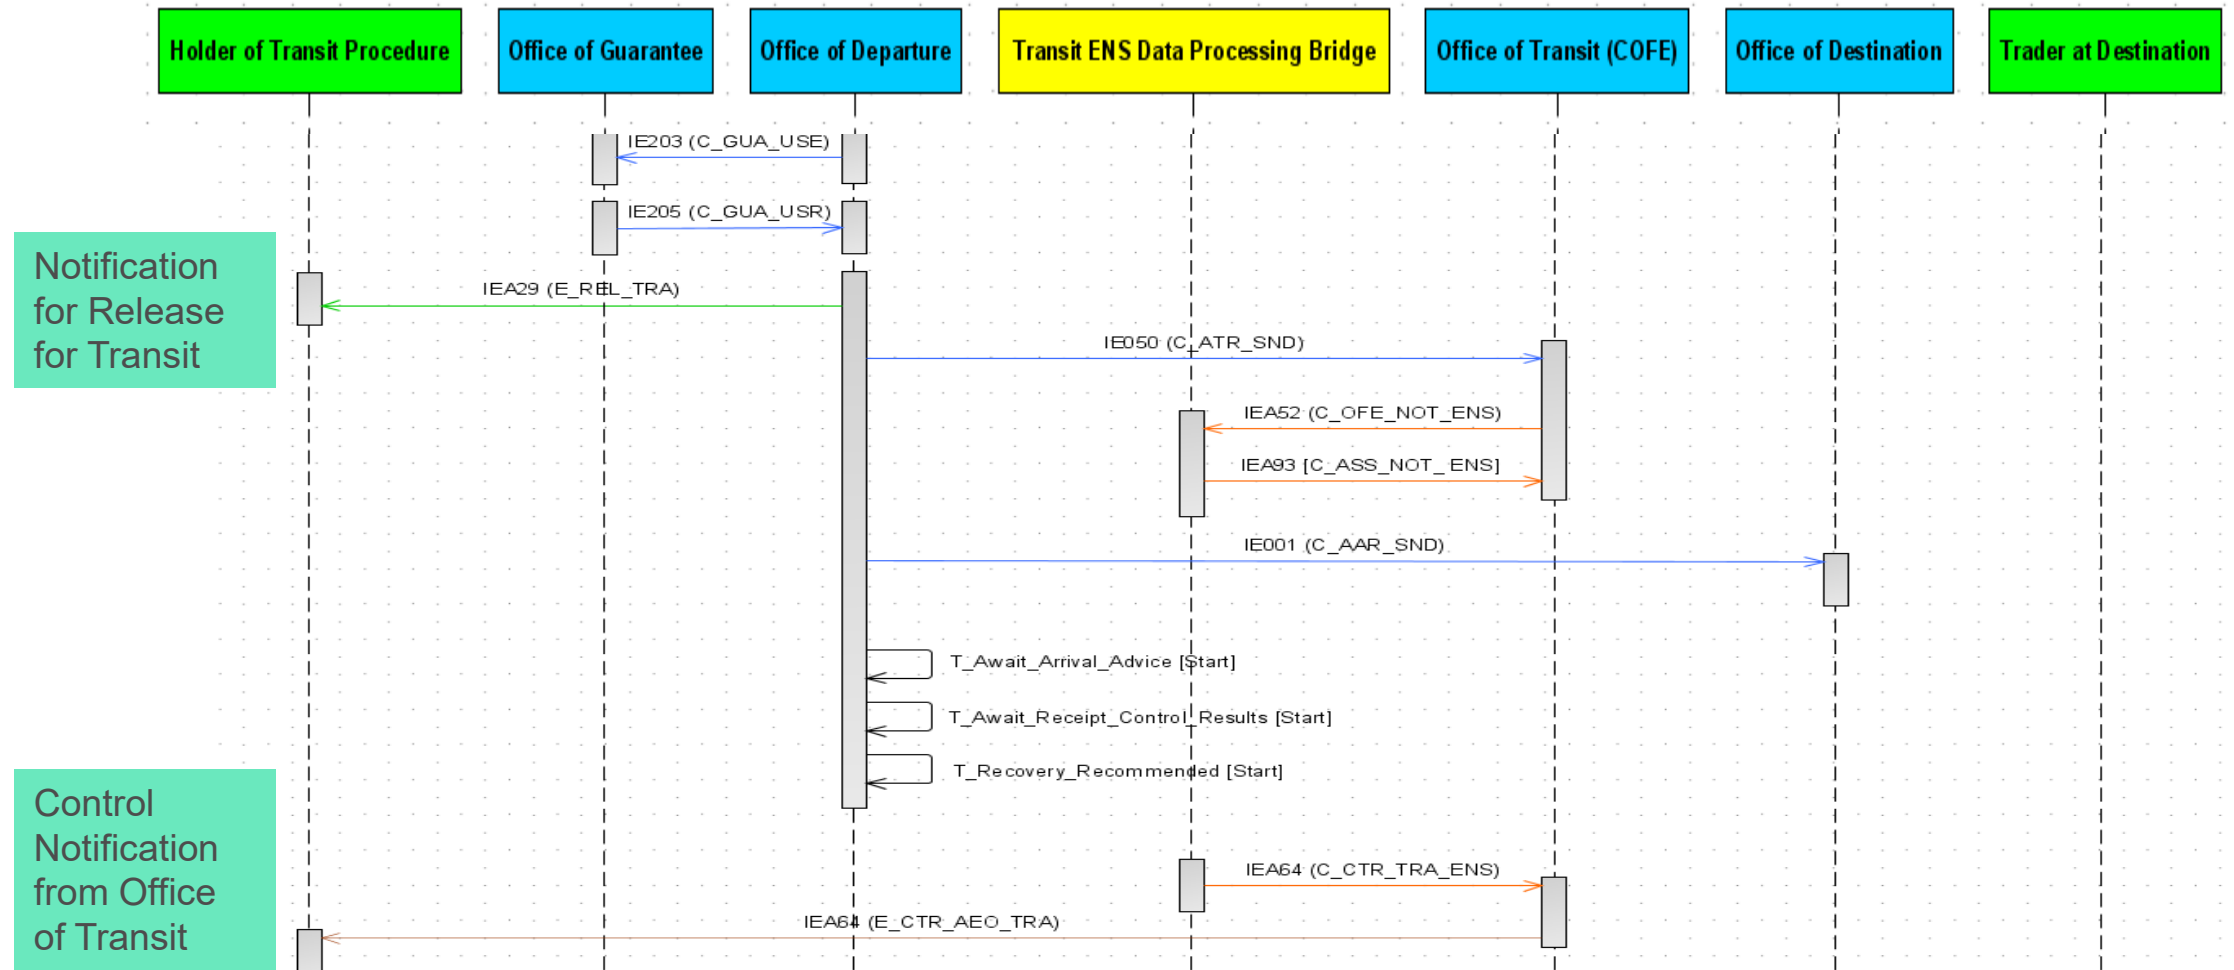 Holder of Transit Procedure
Office of Guarantee
Office of Departure
Transit ENS Data Processing Bridge
Office of Transit (COFE)
Office of Destination
Trader at Destination
IE203 (C_GUA_USE)
IE205 (C_GUA_USR)
Notification
for Release
for Transit
IEA29 (E_REL_TRA)
IE050 (C_ATR_SND)
IEA52 (C_OFE_NOT_ENS)
IEA93 [C_ASS_NOT_ENS]
IE001 (C_AAR_SND)
T_Await_Arrival_Advice [Start]
T_Await_Receipt_Control_Results [Start]
T_Recovery_Recommended [Start]
Control
Notification
from Office
of Transit
IEA64 (C_CTR_TRA_ENS)
IEA64 (E_CTR_AEO_TRA)